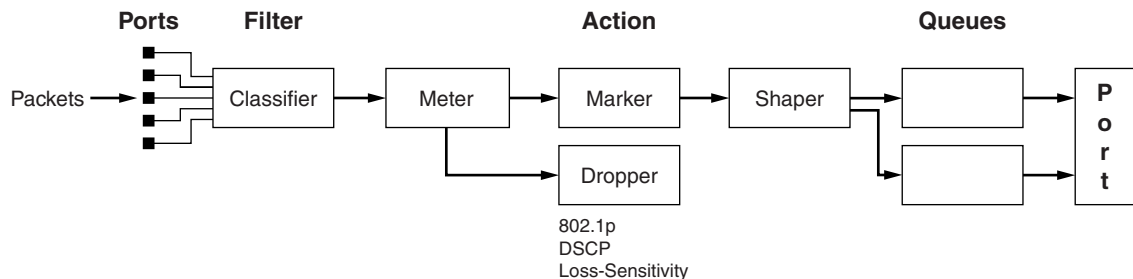 Ports
Filter
Action
Queues
Packets
Classifier
Meter
Marker
Shaper
Dropper
802.1p
DSCP
Loss-Sensitivity
P
o
r
t